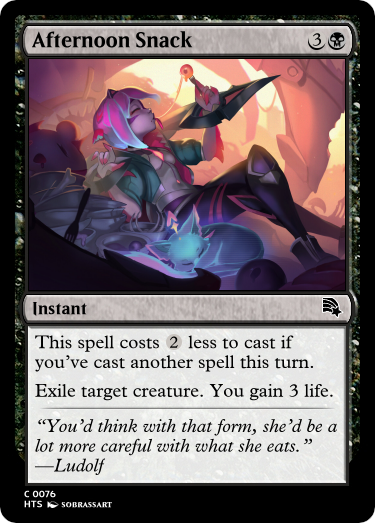 Afternoon Snack 3
Instant
This spell costs 2 less to cast if
you've cast another spell this turn.
Exile target creature. You gain 3 life.
“You'd think with that form, she'd be a
lot more careful with what she eats.”
—Ludolf
C 0076
HTS SOBRASSART